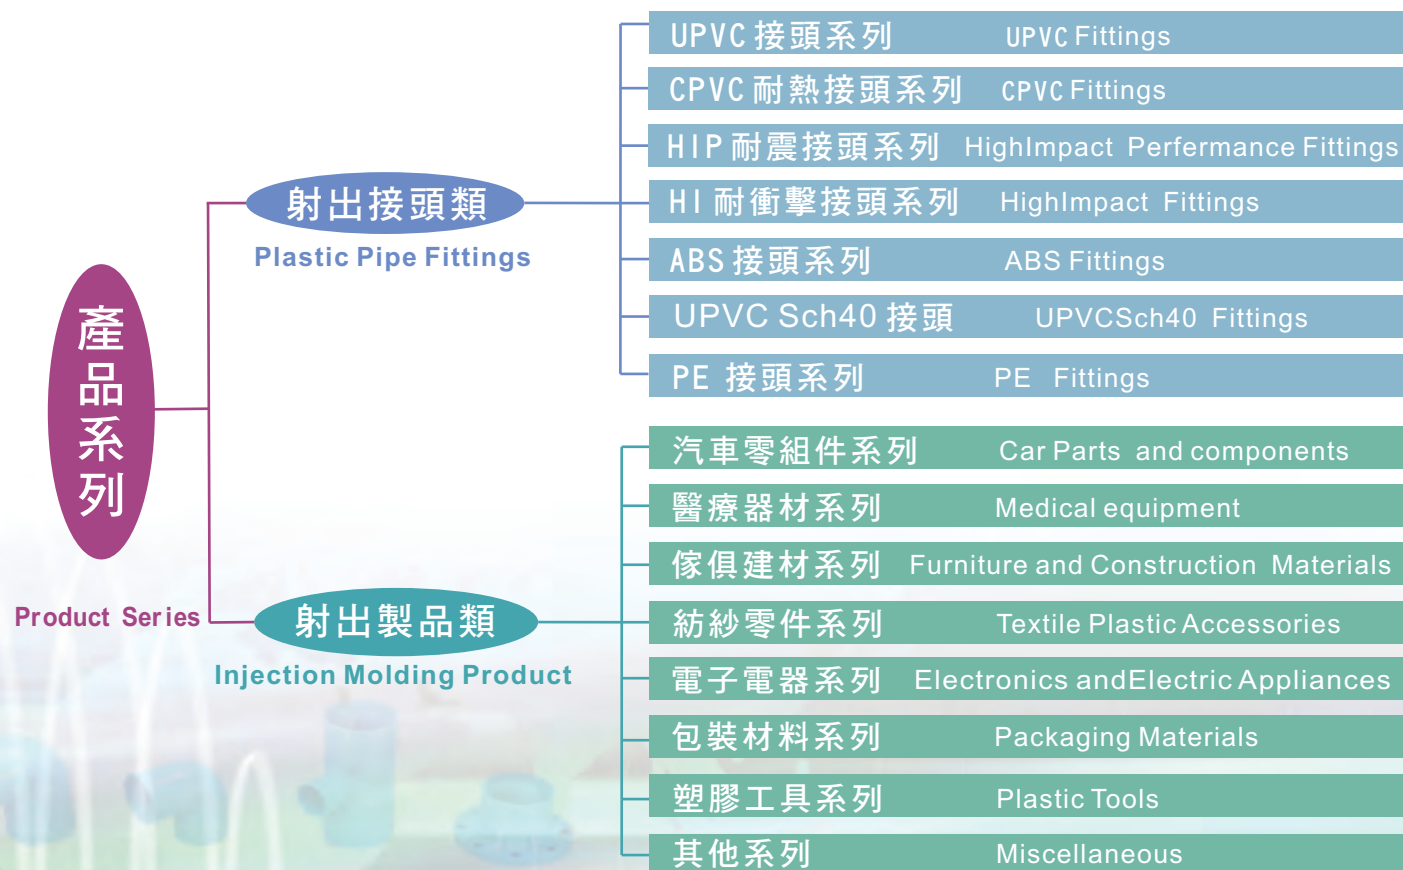 產品系列
Product Series
射出接頭類
Plastic Pipe Fittings
UPVC 接頭系列 UPVC Fittings
CPVC 耐熱接頭系列 CPVC Fittings
HIP 耐震接頭系列 HighImpact Perfermance Fittings
HI 耐衝擊接頭系列 HighImpact Fittings
ABS 接頭系列 ABS Fittings
UPVC Sch40 接頭 UPVCSch40 Fittings
PE 接頭系列 PE Fittings
射出製品類
Injection Molding Product
汽車零組件系列 Car Parts and components
醫療器材系列 Medical equipment
傢俱建材系列 Furniture and Construction Materials
紡紗零件系列 Textile Plastic Accessories
電子電器系列 Electronics andElectric Appliances
包裝材料系列 Packaging Materials
塑膠工具系列 Plastic Tools
其他系列 Miscellaneous